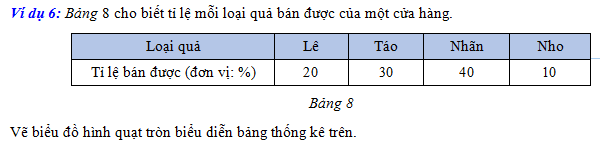 Ví dụ 6: Bảng 8 cho biết tỉ lệ mỗi loại quả bán được của một cửa hàng.
Loại quả Lê Táo Nhãn Nho
Tỉ lệ bán được (đơn vị: %) 20 30 40 10
Bảng 8
Vẽ biểu đồ hình quạt tròn biểu diễn bảng thống kê trên.